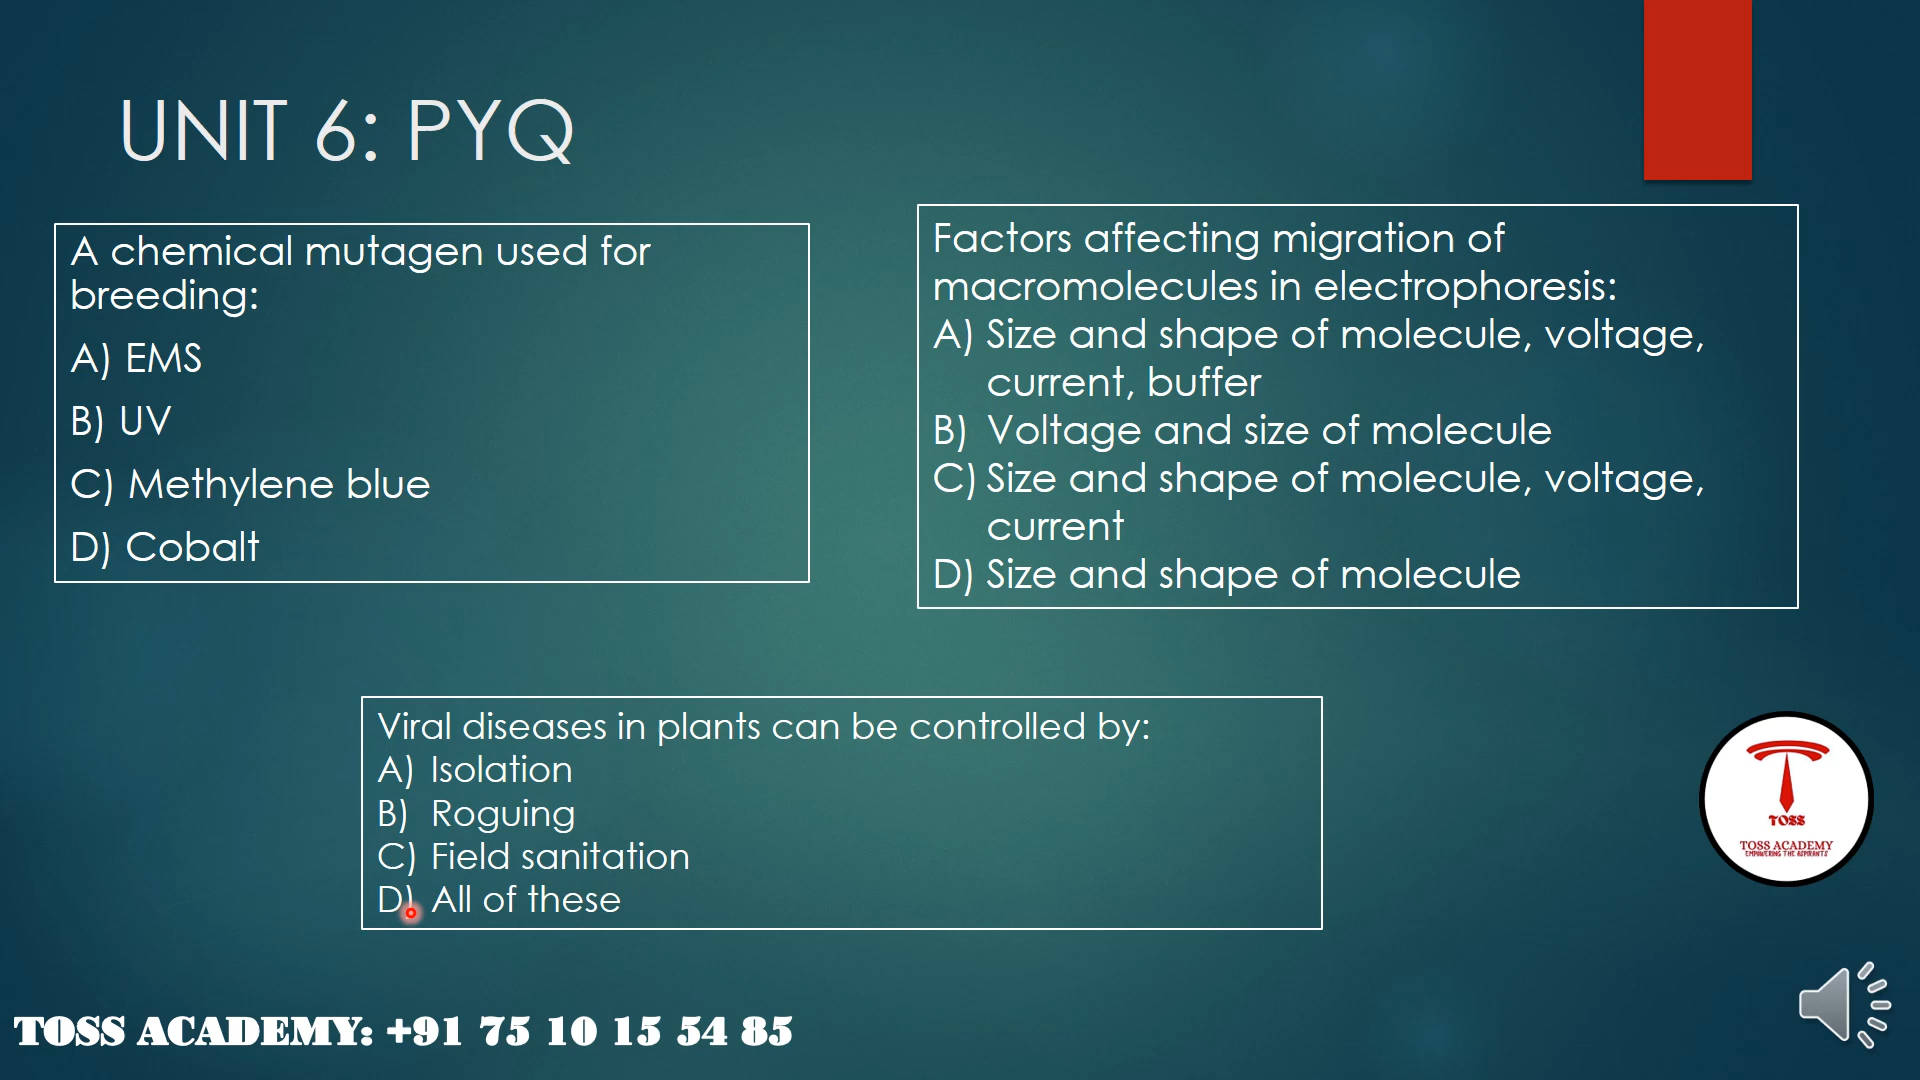 UNIT 6: PYQ
A chemical mutagen used for
breeding:
A) EMS
B) UV
C) Methylene blue
D) Cobalt
Factors affecting migration of
macromolecules in electrophoresis:
A) Size and shape of molecule, voltage,
current, buffer
B) Voltage and size of molecule
C) Size and shape of molecule, voltage,
current
D) Size and shape of molecule
Viral diseases in plants can be controlled by:
A) Isolation
B) Roguing
C) Field sanitation
D) All of these
TOSS
TOSS ACADEMY
EMPOWERING THE ASPIRANTS
TOSS ACADEMY: +91 75 10 15 54 85